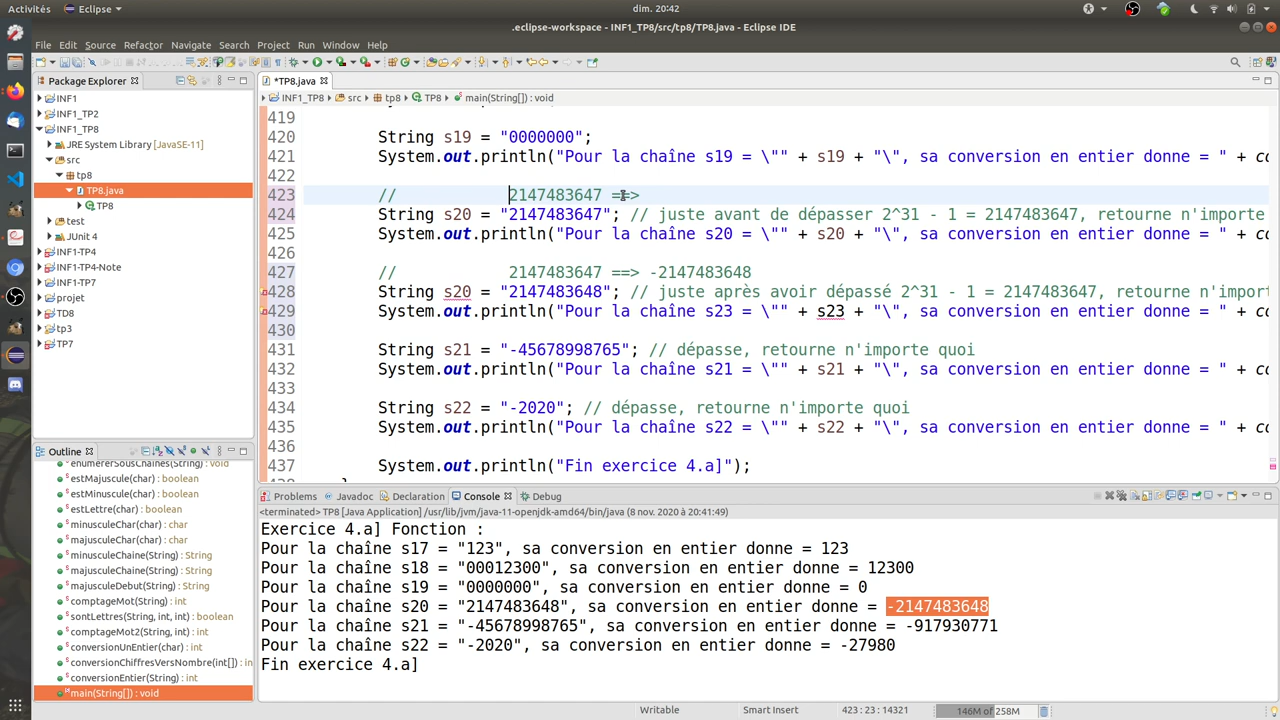 Activités
Eclipse
dim. 20:42
.eclipse-workspace - INF1_TP8/src/tp8/TP8.java - Eclipse IDE
File Edit Source Refactor Navigate Search Project Run Window Help
Package Explorer
INF1
INF1_TP2
INF1_TP8
JRE System Library [JavaSE-11]
src
tp8
TP8.java
TP8
test
JUnit 4
INF1-TP4
INF1-TP4-Note
INF1-TP7
projet
TD8
tp3
TP7
*TP8.java
INF1_TP8 src tp8 TP8 main(String[]) : void
419
420 String s19 = "0000000";
421 System.out.println("Pour la chaîne s19 = \"" + s19 + "\", sa conversion en entier donne = " + co
422
423 // 2147483647 ==>
424 String s20 = "2147483647"; // juste avant de dépasser 2^31 - 1 = 2147483647, retourne n'importe
425 System.out.println("Pour la chaîne s20 = \"" + s20 + "\", sa conversion en entier donne = " + co
426
427 // 2147483647 ==> -2147483648
428 String s20 = "2147483648"; // juste après avoir dépassé 2^31 - 1 = 2147483647, retourne n'import
429 System.out.println("Pour la chaîne s23 = \"" + s23 + "\", sa conversion en entier donne = " + co
430
431 String s21 = "-45678998765"; // dépasse, retourne n'importe quoi
432 System.out.println("Pour la chaîne s21 = \"" + s21 + "\", sa conversion en entier donne = " + co
433
434 String s22 = "-2020"; // dépasse, retourne n'importe quoi
435 System.out.println("Pour la chaîne s22 = \"" + s22 + "\", sa conversion en entier donne = " + co
436
437 System.out.println("Fin exercice 4.a]");
Outline
enumererSousChaines(String) : void
estMajuscule(char) : boolean
estMinuscule(char) : boolean
estLettre(char) : boolean
minusculeChar(char) : char
majusculeChar(char) : char
minusculeChaine(String) : String
majusculeChaine(String) : String
majusculeDebut(String) : String
comptageMot(String) : int
sontLettres(String, int, int) : boolean
comptageMot2(String) : int
conversionUnEntier(char) : int
conversionChiffresVersNombre(int[]) : in
conversionEntier(String) : int
main(String[]) : void
Problems Javadoc Declaration Console Debug
<terminated> TP8 [Java Application] /usr/lib/jvm/java-11-openjdk-amd64/bin/java (8 nov. 2020 à 20:41:49)
Exercice 4.a] Fonction :
Pour la chaîne s17 = "123", sa conversion en entier donne = 123
Pour la chaîne s18 = "00012300", sa conversion en entier donne = 12300
Pour la chaîne s19 = "0000000", sa conversion en entier donne = 0
Pour la chaîne s20 = "2147483648", sa conversion en entier donne = -2147483648
Pour la chaîne s21 = "-45678998765", sa conversion en entier donne = -917930771
Pour la chaîne s22 = "-2020", sa conversion en entier donne = -27980
Fin exercice 4.a]
Writable
Smart Insert
423 : 23 : 14321
146M of 258M